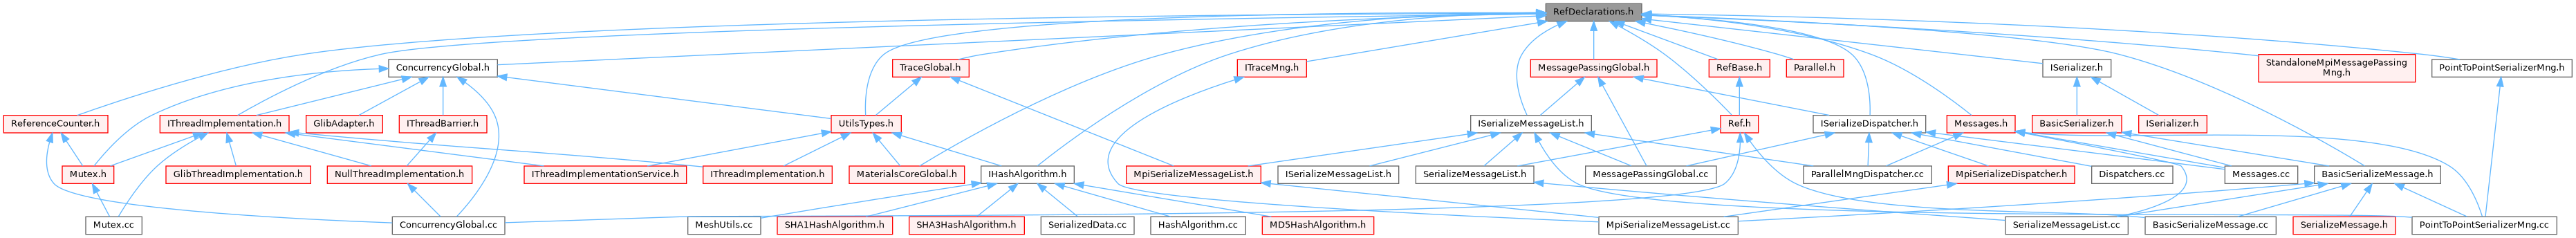 RefDeclarations.h
ConcurrencyGlobal.h
TraceGlobal.h
ITraceMng.h
MessagePassingGlobal.h
RefBase.h
Parallel.h
ISerializer.h
StandaloneMpiMessagePassing
Mng.h
PointToPointSerializerMng.h
ReferenceCounter.h
IThreadImplementation.h
GlibAdapter.h
IThreadBarrier.h
UtilsTypes.h
ISerializeMessageList.h
Ref.h
ISerializeDispatcher.h
Messages.h
BasicSerializer.h
ISerializer.h
Mutex.h
GlibThreadImplementation.h
NullThreadImplementation.h
IThreadImplementationService.h
IThreadImplementation.h
MaterialsCoreGlobal.h
IHashAlgorithm.h
MpiSerializeMessageList.h
ISerializeMessageList.h
SerializeMessageList.h
MessagePassingGlobal.cc
ParallelMngDispatcher.cc
MpiSerializeDispatcher.h
Dispatchers.cc
Messages.cc
BasicSerializeMessage.h
Mutex.cc
ConcurrencyGlobal.cc
MeshUtils.cc
SHA1HashAlgorithm.h
SHA3HashAlgorithm.h
SerializedData.cc
HashAlgorithm.cc
MD5HashAlgorithm.h
MpiSerializeMessageList.cc
SerializeMessageList.cc
BasicSerializeMessage.cc
SerializeMessage.h
PointToPointSerializerMng.cc